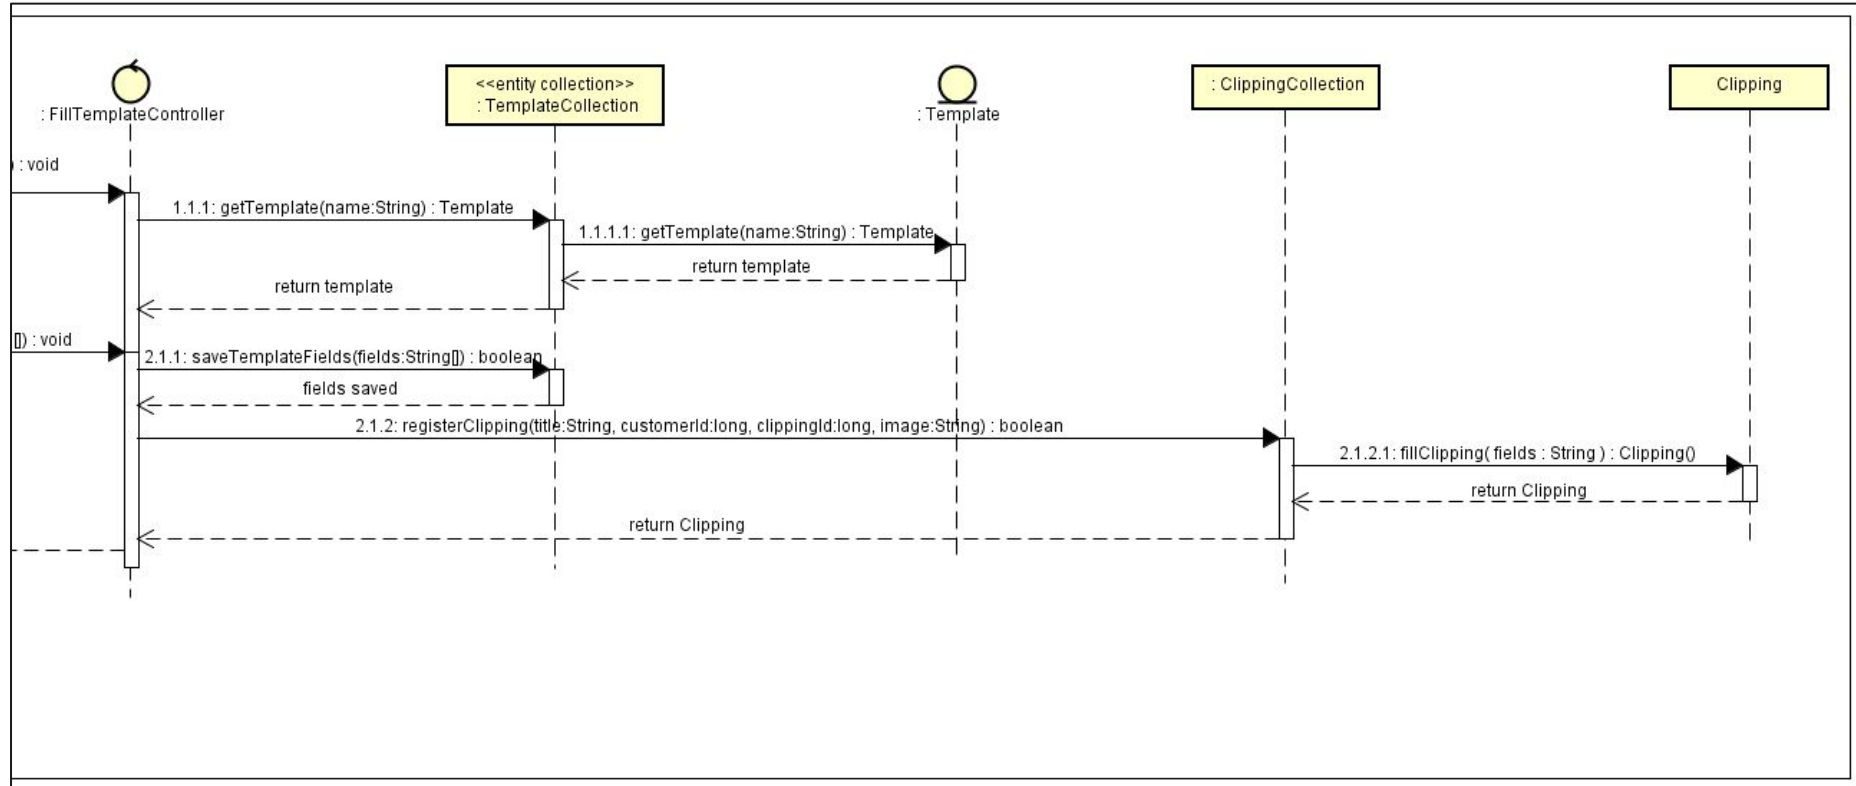 <<entity collection>>
: TemplateCollection
: ClippingCollection
Clipping
: FillTemplateController
: Template
) : void
1.1.1: getTemplate(name:String) : Template
1.1.1.1: getTemplate(name:String) : Template
return template
return template
[]) : void
2.1.1: saveTemplateFields(fields:String[]) : boolean
fields saved
2.1.2: registerClipping(title:String, customerId:long, clippingId:long, image:String) : boolean
2.1.2.1: fillClipping( fields : String ) : Clipping()
return Clipping
return Clipping